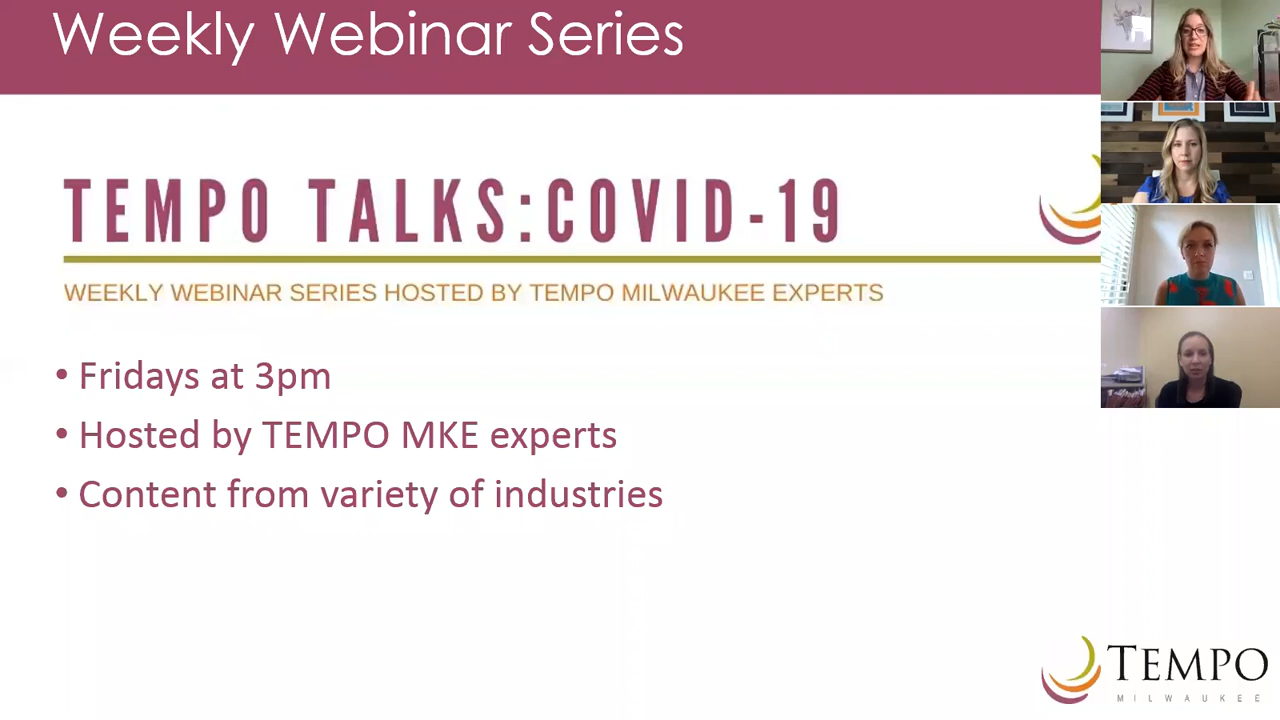 Weekly Webinar Series
TEMPO TALKS:COVID-19
WEEKLY WEBINAR SERIES HOSTED BY TEMPO MILWAUKEE EXPERTS
• Fridays at 3pm
• Hosted by TEMPO MKE experts
• Content from variety of industries
TEMPO
MILWAUKEE